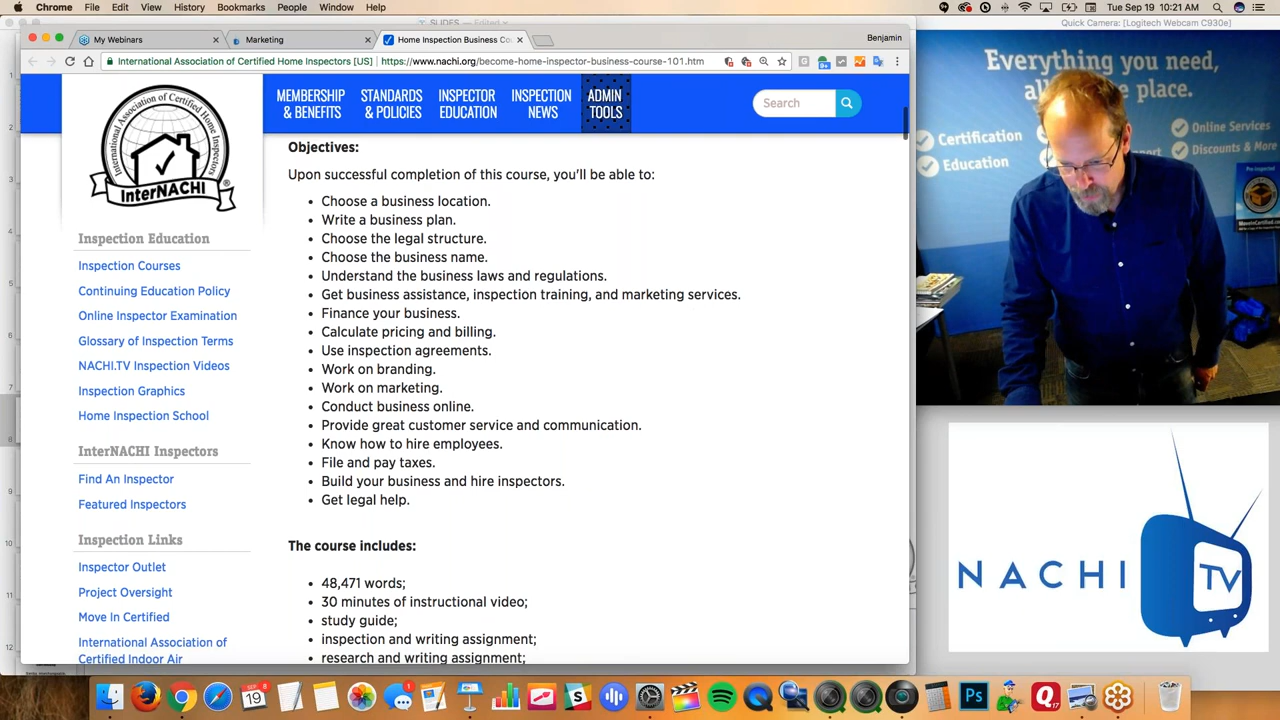 Chrome File Edit View History Bookmarks People Window Help
Tue Sep 19 10:21 AM
SLIDES — Edited
Quick Camera: [Logitech Webcam C930e]
My Webinars
Marketing
Home Inspection Business Co
Benjamin
International Association of Certified Home Inspectors [US] https://www.nachi.org/become-home-inspector-business-course-101.htm
International Association of Certified Home Inspectors
InterNACHI
MEMBERSHIP & BENEFITS
STANDARDS & POLICIES
INSPECTOR EDUCATION
INSPECTION NEWS
ADMIN TOOLS
Search
Inspection Education
Inspection Courses
Continuing Education Policy
Online Inspector Examination
Glossary of Inspection Terms
NACHI.TV Inspection Videos
Inspection Graphics
Home Inspection School
InterNACHI Inspectors
Find An Inspector
Featured Inspectors
Inspection Links
Inspector Outlet
Project Oversight
Move In Certified
International Association of
Certified Indoor Air
Objectives:
Upon successful completion of this course, you'll be able to:
• Choose a business location.
• Write a business plan.
• Choose the legal structure.
• Choose the business name.
• Understand the business laws and regulations.
• Get business assistance, inspection training, and marketing services.
• Finance your business.
• Calculate pricing and billing.
• Use inspection agreements.
• Work on branding.
• Work on marketing.
• Conduct business online.
• Provide great customer service and communication.
• Know how to hire employees.
• File and pay taxes.
• Build your business and hire inspectors.
• Get legal help.
The course includes:
• 48,471 words;
• 30 minutes of instructional video;
• study guide;
• inspection and writing assignment;
• research and writing assignment;
Everything you need,
place.
Certification
Education
Online Services
Discounts & More
NACHI TV